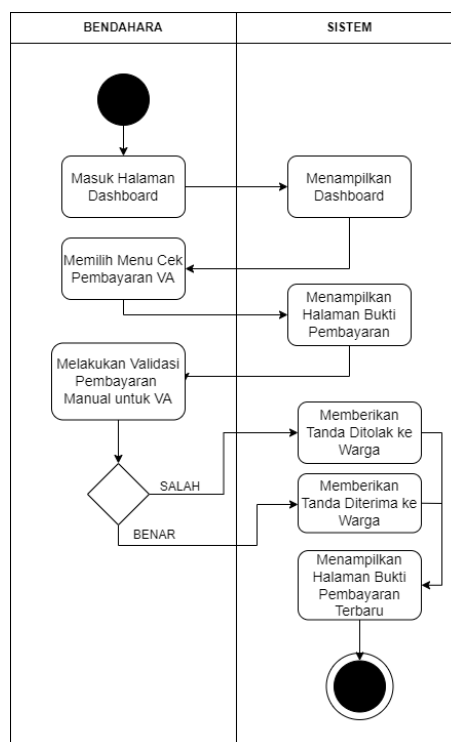 BENDAHARA
SISTEM
Masuk Halaman
Dashboard
Menampilkan
Dashboard
Memilih Menu Cek
Pembayaran VA
Menampilkan
Halaman Bukti
Pembayaran
Melakukan Validasi
Pembayaran
Manual untuk VA
Memberikan
Tanda Ditolak ke
Warga
SALAH
Memberikan
Tanda Diterima ke
Warga
BENAR
Menampilkan
Halaman Bukti
Pembayaran
Terbaru